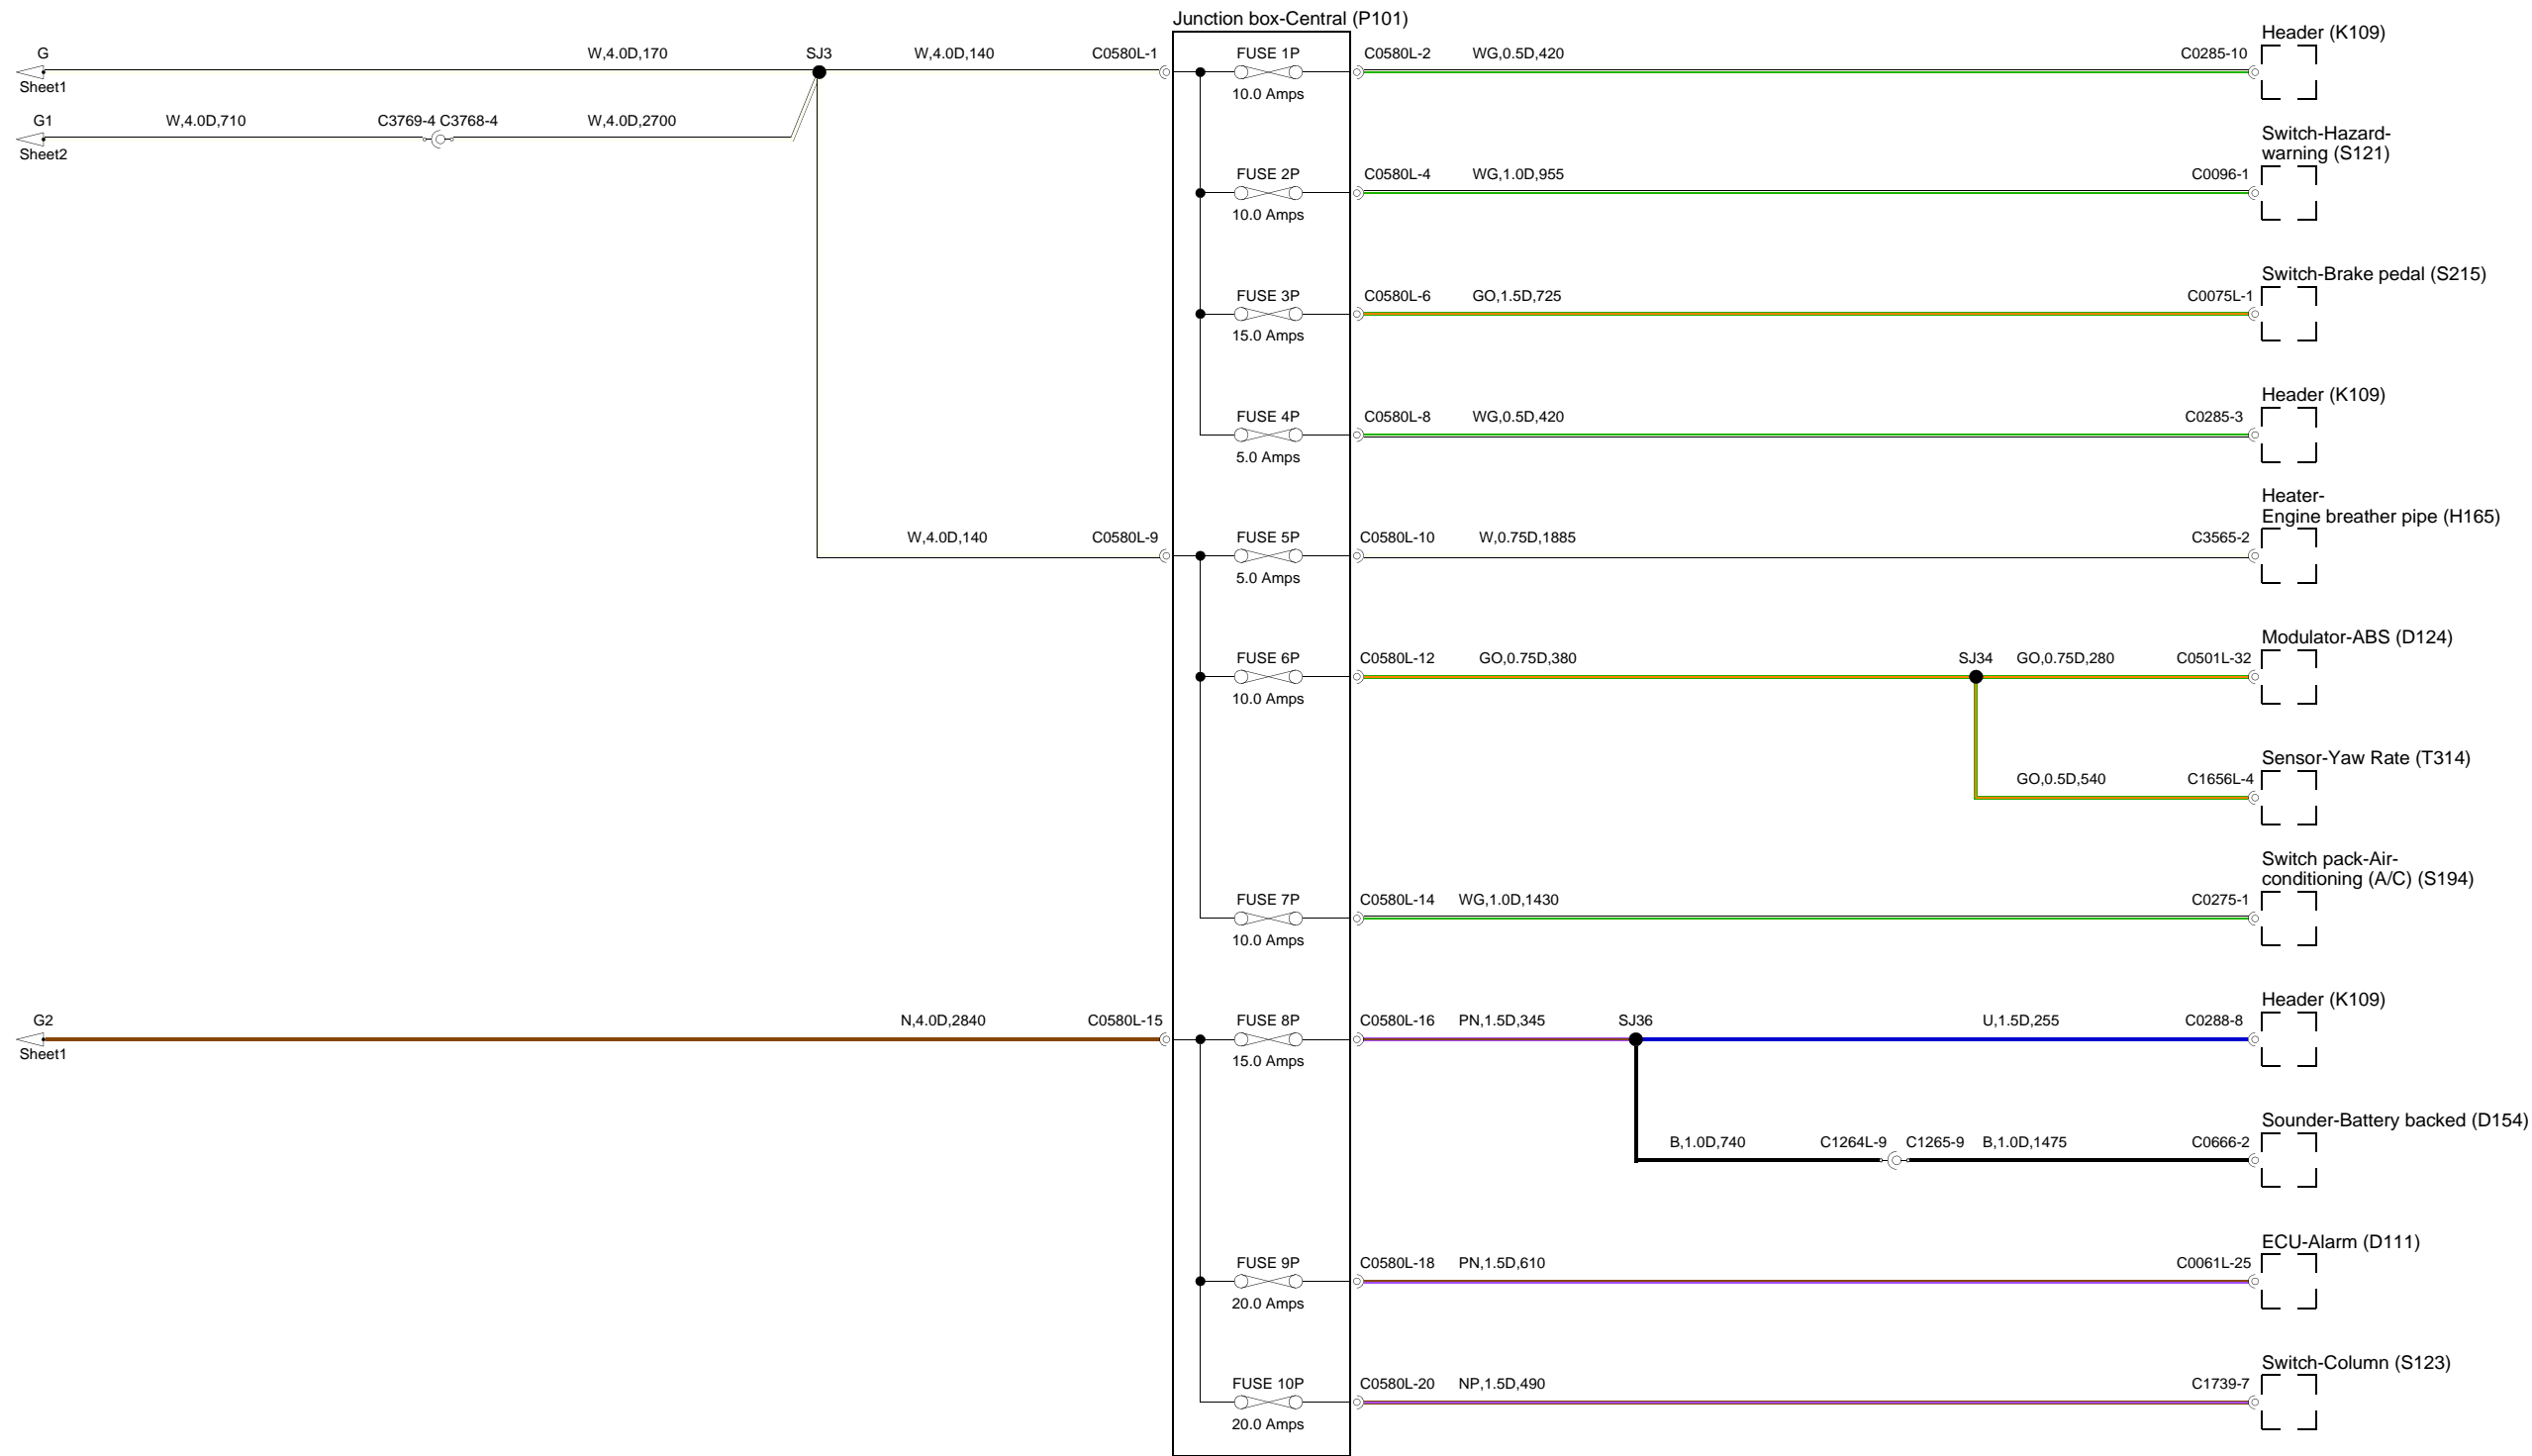 Junction box-Central (P101)
G
W,4.0D,170
SJ3
W,4.0D,140
C0580L-1
FUSE 1P
C0580L-2
WG,0.5D,420
C0285-10
Header (K109)
Sheet1
10.0 Amps
G1
W,4.0D,710
C3769-4 C3768-4
W,4.0D,2700
Sheet2
Switch-Hazard-
warning (S121)
FUSE 2P
C0580L-4
WG,1.0D,955
C0096-1
10.0 Amps
Switch-Brake pedal (S215)
FUSE 3P
C0580L-6
GO,1.5D,725
C0075L-1
15.0 Amps
Header (K109)
FUSE 4P
C0580L-8
WG,0.5D,420
C0285-3
5.0 Amps
Heater-
Engine breather pipe (H165)
W,4.0D,140
C0580L-9
FUSE 5P
C0580L-10
W,0.75D,1885
C3565-2
5.0 Amps
Modulator-ABS (D124)
FUSE 6P
C0580L-12
GO,0.75D,380
SJ34
GO,0.75D,280
C0501L-32
10.0 Amps
Sensor-Yaw Rate (T314)
GO,0.5D,540
C1656L-4
Switch pack-Air-
conditioning (A/C) (S194)
FUSE 7P
C0580L-14
WG,1.0D,1430
C0275-1
10.0 Amps
Header (K109)
G2
N,4.0D,2840
C0580L-15
FUSE 8P
C0580L-16
PN,1.5D,345
SJ36
U,1.5D,255
C0288-8
Sheet1
15.0 Amps
Sounder-Battery backed (D154)
B,1.0D,740
C1264L-9
C1265-9
B,1.0D,1475
C0666-2
ECU-Alarm (D111)
FUSE 9P
C0580L-18
PN,1.5D,610
C0061L-25
20.0 Amps
Switch-Column (S123)
FUSE 10P
C0580L-20
NP,1.5D,490
C1739-7
20.0 Amps